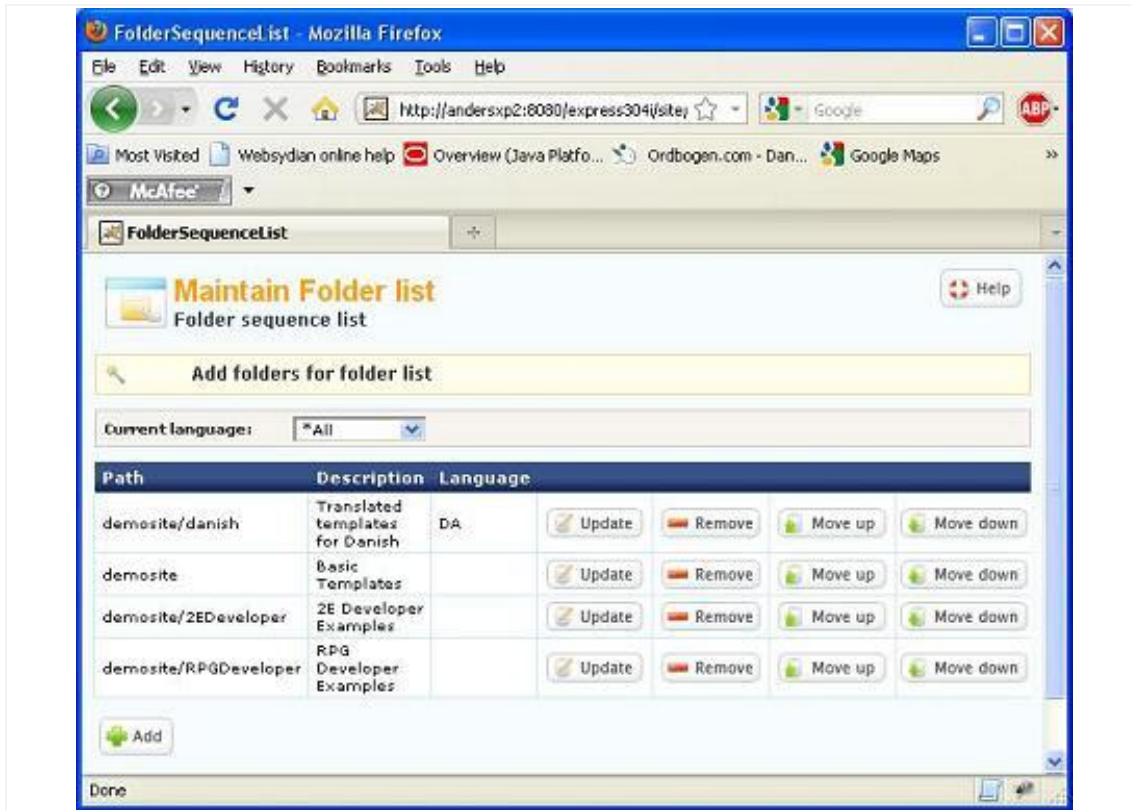 FolderSequenceList - Mozilla Firefox
File Edit View History Bookmarks Tools Help
http://andersxp2:8080/express304i/site/ Google ABP
Most Visited Websydian online help Overview (Java Platfo... Ordbogen.com - Dan... Google Maps »
McAfee
FolderSequenceList
Maintain Folder list
Help
Folder sequence list
Add folders for folder list
Current language: *All
Path Description Language
demosite/danish Translated templates for Danish DA Update Remove Move up Move down
demosite Basic Templates Update Remove Move up Move down
demosite/2EDeveloper 2E Developer Examples Update Remove Move up Move down
demosite/RPGDeveloper RPG Developer Examples Update Remove Move up Move down
Add
Done